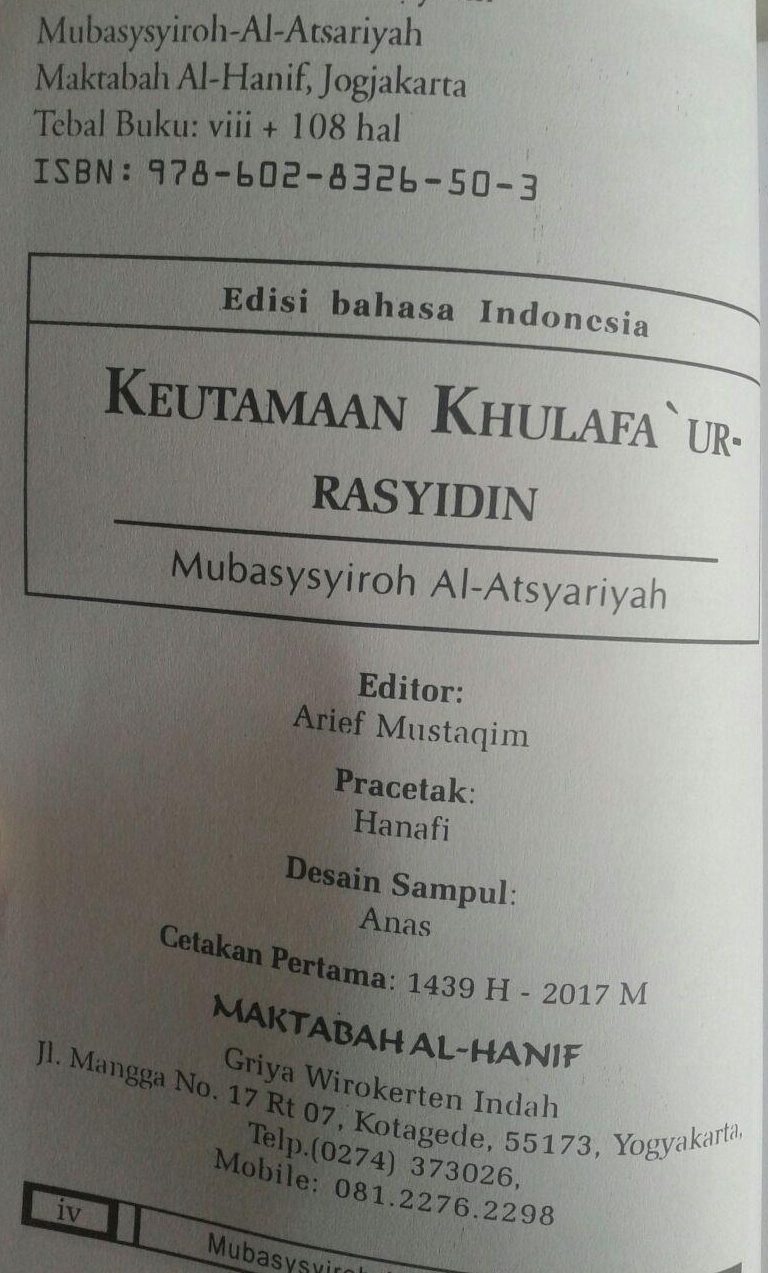 Mubasysyiroh-Al-Atsariyah
Maktabah Al-Hanif, Jogjakarta
Tebal Buku: viii + 108 hal
ISBN: 978-602-8326-50-3
Edisi bahasa Indonesia
KEUTAMAAN KHULAFA`UR-
RASYIDIN
Mubasysyiroh Al-Atsyariyah
Editor:
Arief Mustaqim
Pracetak:
Hanafi
Desain Sampul:
Anas
Cetakan Pertama: 1439 H - 2017 M
MAKTABAH AL-HANIF
Griya Wirokerten Indah
Jl. Mangga No. 17 Rt 07, Kotagede, 55173, Yogyakarta,
Telp.(0274) 373026,
Mobile: 081.2276.2298
iv